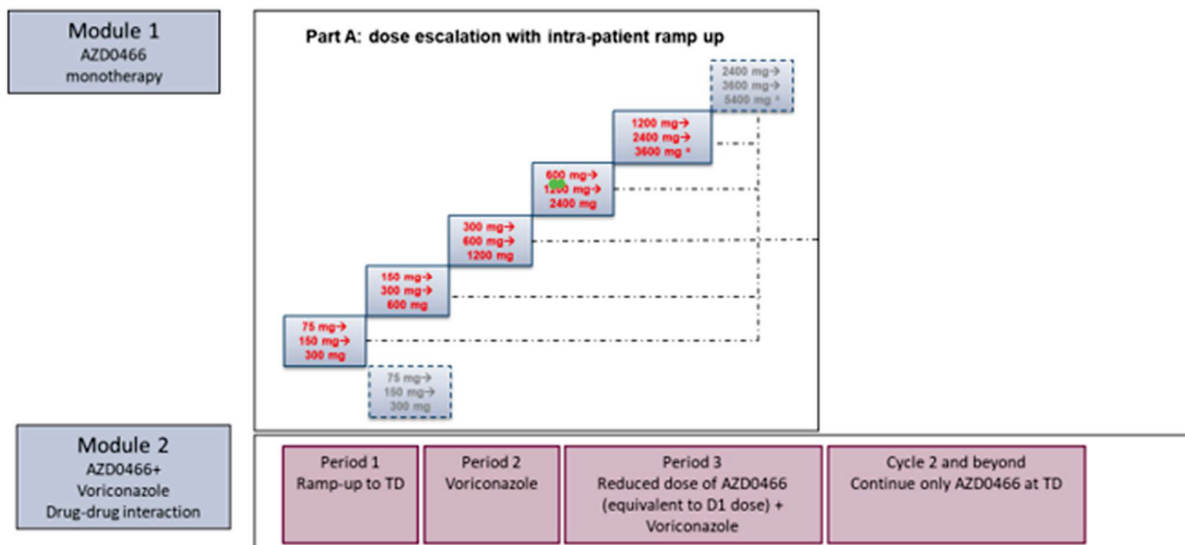 Module 1
AZD0466
monotherapy
Part A: dose escalation with intra-patient ramp up
2400 mg→
3600 mg→
5400 mg ᵃ
1200 mg→
2400 mg→
3600 mg ᵃ
600 mg→
1200 mg→
2400 mg
300 mg→
600 mg→
1200 mg
150 mg→
300 mg→
600 mg
75 mg→
150 mg→
300 mg
75 mg→
150 mg→
300 mg
Module 2
AZD0466+
Voriconazole
Drug-drug interaction
Period 1
Ramp-up to TD
Period 2
Voriconazole
Period 3
Reduced dose of AZD0466
(equivalent to D1 dose) +
Voriconazole
Cycle 2 and beyond
Continue only AZD0466 at TD